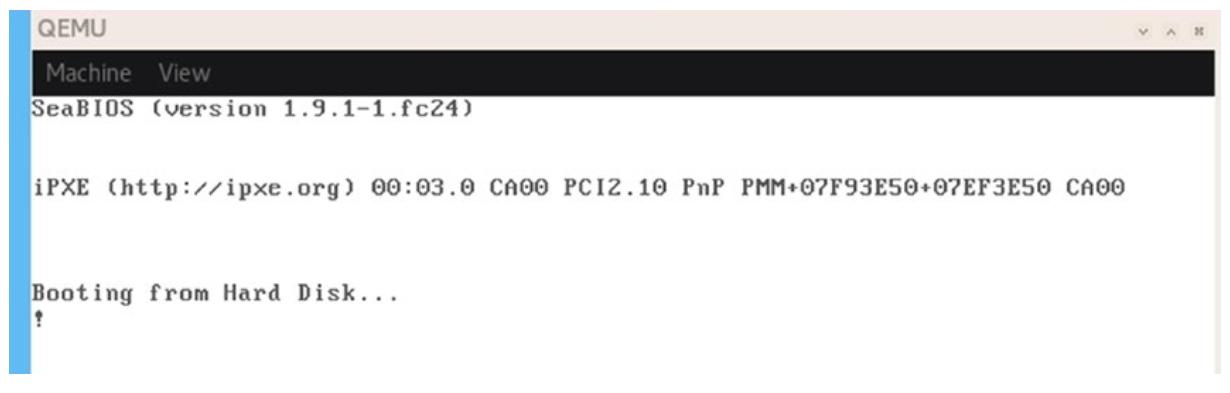 QEMU
Machine View
SeaBIOS (version 1.9.1-1.fc24)
iPXE (http://ipxe.org) 00:03.0 CA00 PCI2.10 PnP PMM+07F93E50+07EF3E50 CA00
Booting from Hard Disk...
!